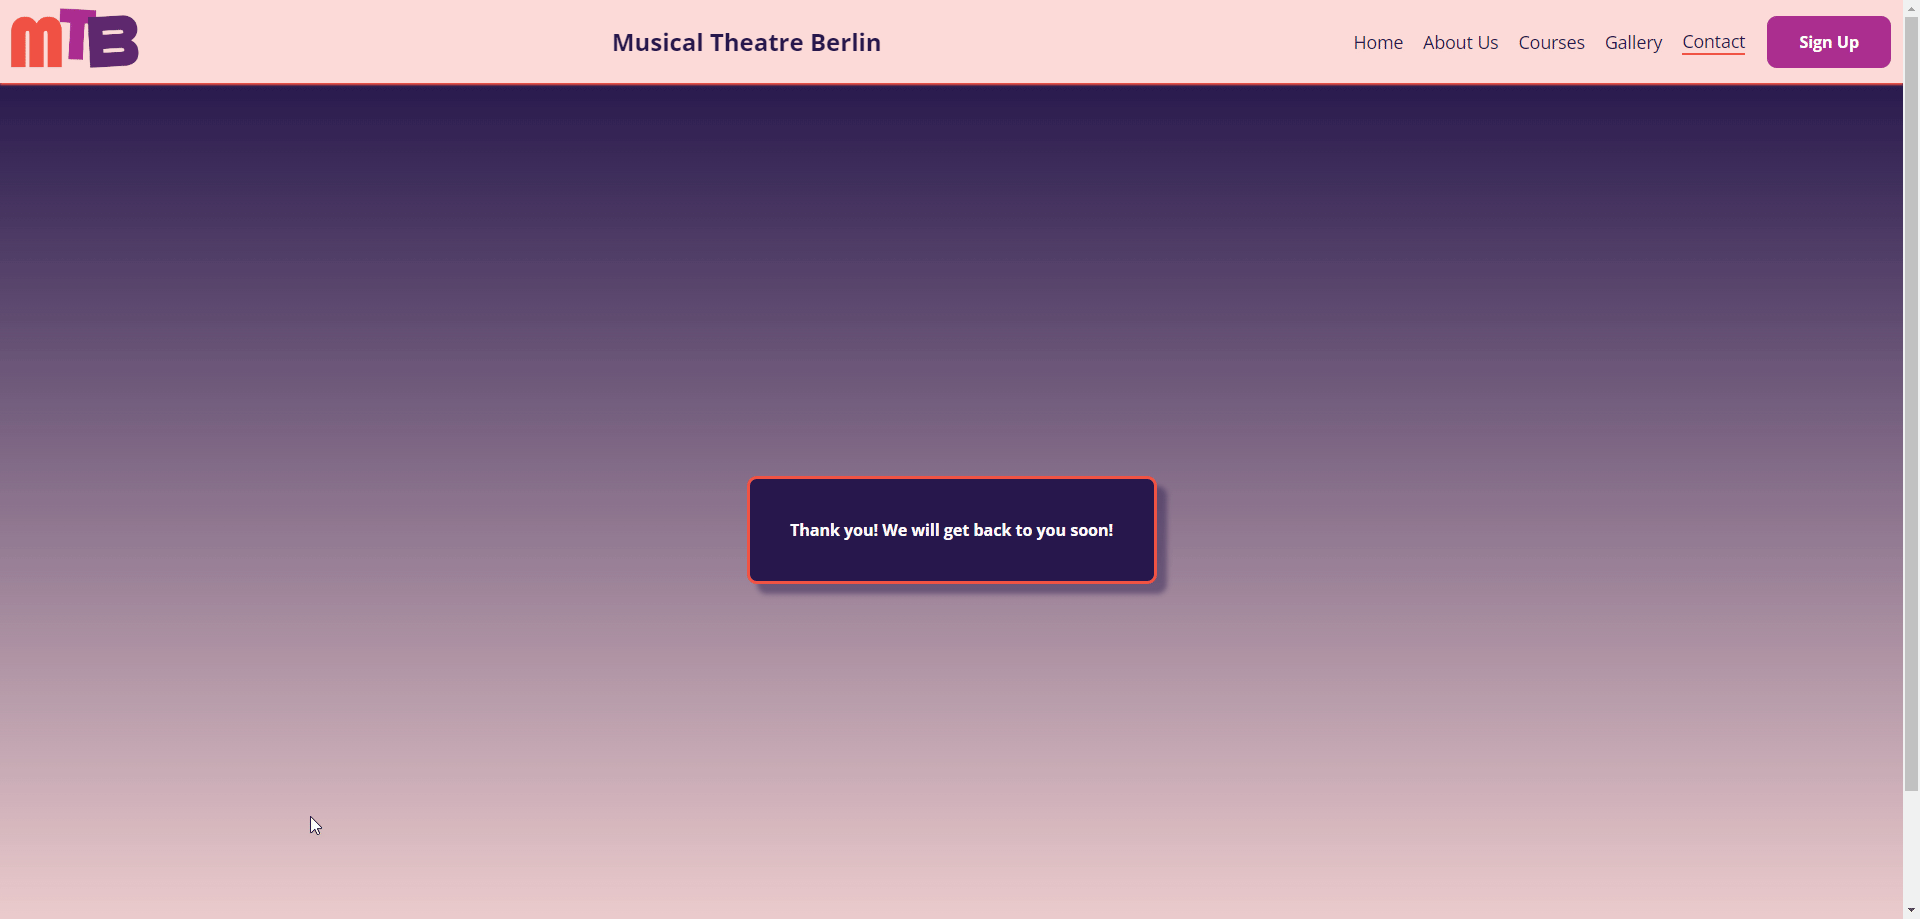 MTB
Musical Theatre Berlin
Home
About Us
Courses
Gallery
Contact
Sign Up
Thank you! We will get back to you soon!